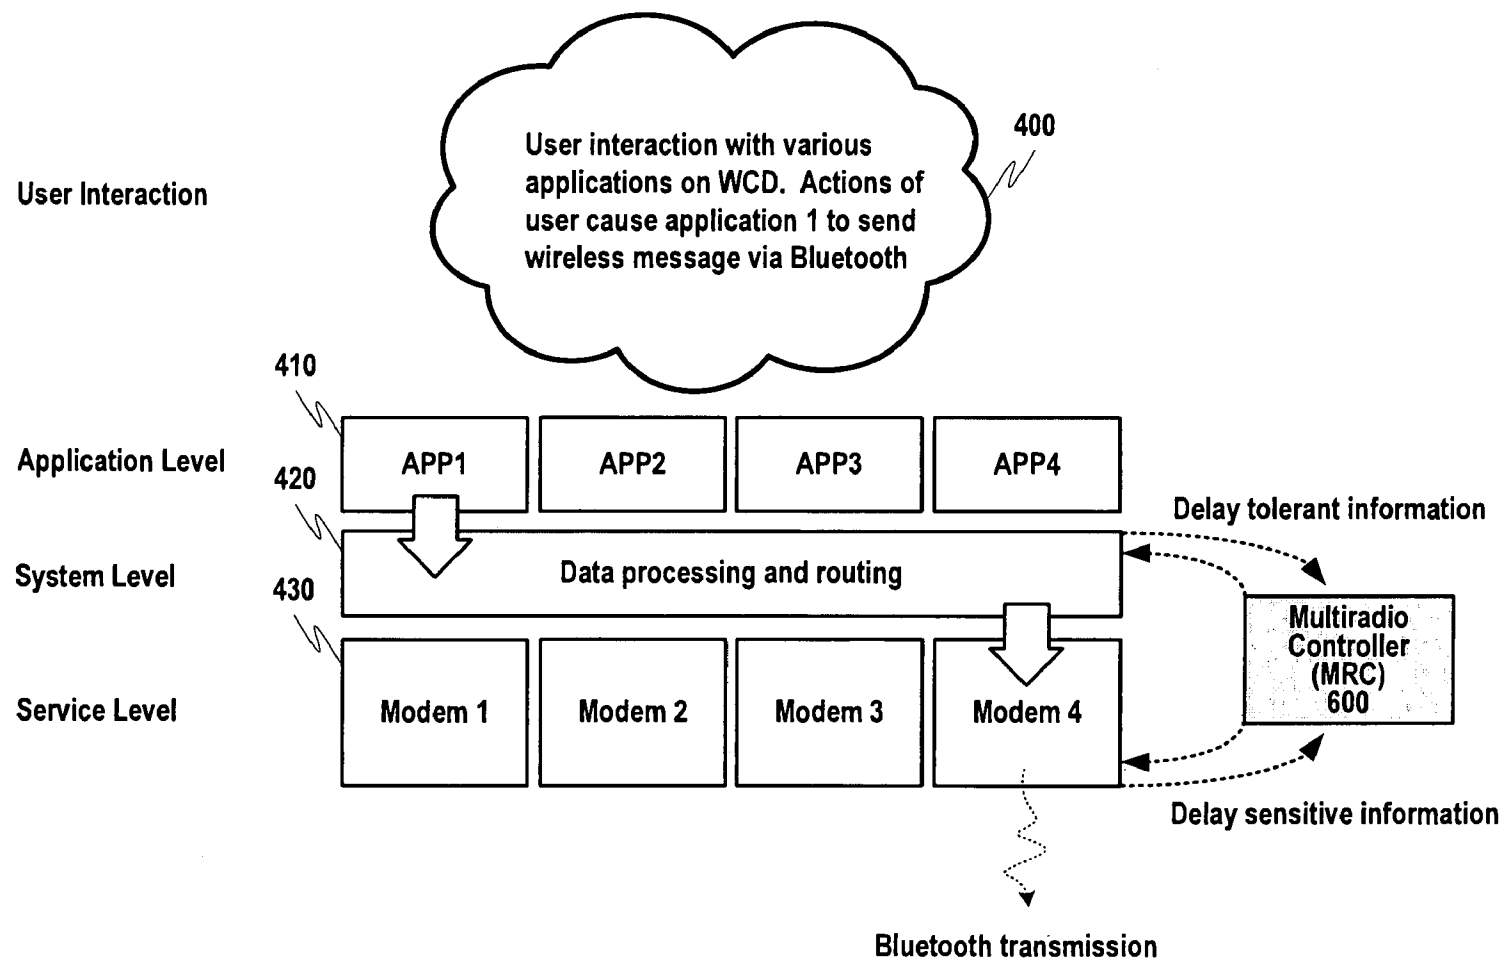 400
User interaction with various
applications on WCD. Actions of
user cause application 1 to send
wireless message via Bluetooth
User Interaction
410
Application Level
APP1
APP2
APP3
APP4
420
Delay tolerant information
System Level
Data processing and routing
430
Multiradio
Controller
(MRC)
600
Service Level
Modem 1
Modem 2
Modem 3
Modem 4
Delay sensitive information
Bluetooth transmission